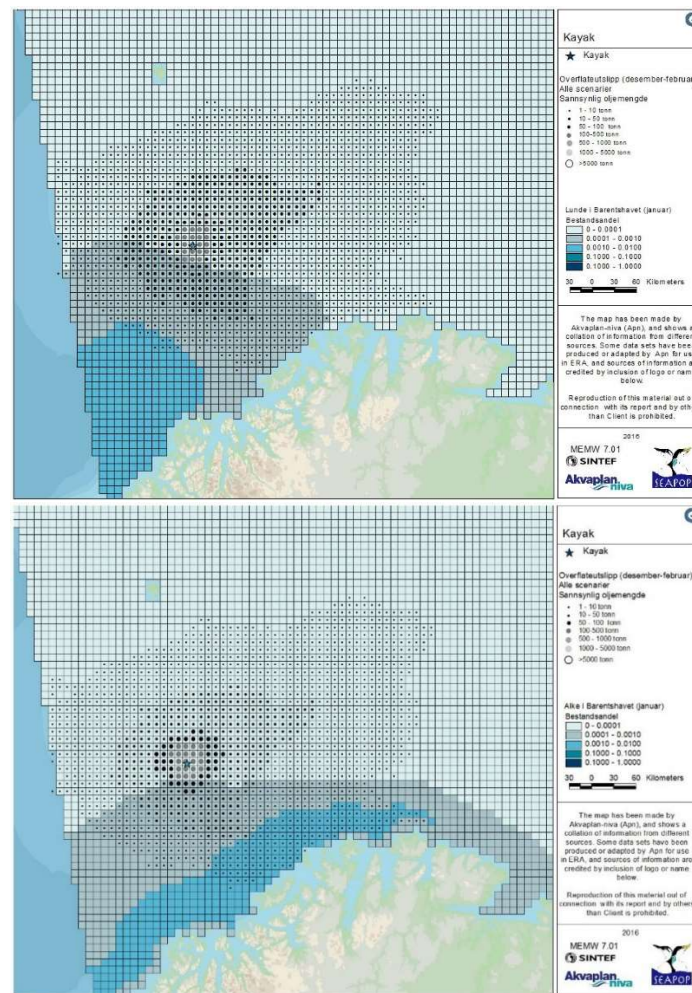 Kayak
Kayak
Overflateutslipp (desember-februar)
Alle scenarier
Sannsynlig oljemengde
1 - 10 tonn
10 - 50 tonn
50 - 100 tonn
100-500 tonn
500 - 1000 tonn
1000 - 5000 tonn
>5000 tonn
Lunde i Barentshavet (januar)
Bestandsandel
0 - 0.0001
0.0001 - 0.0010
0.0010 - 0.0100
0.1000 - 0.1000
0.1000 - 1.0000
30 0 30 60 Kilometers
The map has been made by
Akvaplan-niva (Apn), and shows a
collation of information from different
sources. Some data sets have been
produced or adapted by Apn for use
in ERA, and sources of information are
credited by inclusion of logo or name
below.
Reproduction of this material out of
connection with its report and by others
than Client is prohibited.
2016
MEMW 7.01
SINTEF
Akvaplan niva
SEAPOP
Kayak
Kayak
Overflateutslipp (desember-februar)
Alle scenarier
Sannsynlig oljemengde
1 - 10 tonn
10 - 50 tonn
50 - 100 tonn
100-500 tonn
500 - 1000 tonn
1000 - 5000 tonn
>5000 tonn
Alke i Barentshavet (januar)
Bestandsandel
0 - 0.0001
0.0001 - 0.0010
0.0010 - 0.0100
0.1000 - 0.1000
0.1000 - 1.0000
30 0 30 60 Kilometers
The map has been made by
Akvaplan-niva (Apn), and shows a
collation of information from different
sources. Some data sets have been
produced or adapted by Apn for use
in ERA, and sources of information are
credited by inclusion of logo or name
below.
Reproduction of this material out of
connection with its report and by others
than Client is prohibited.
2016
MEMW 7.01
SINTEF
Akvaplan niva
SEAPOP